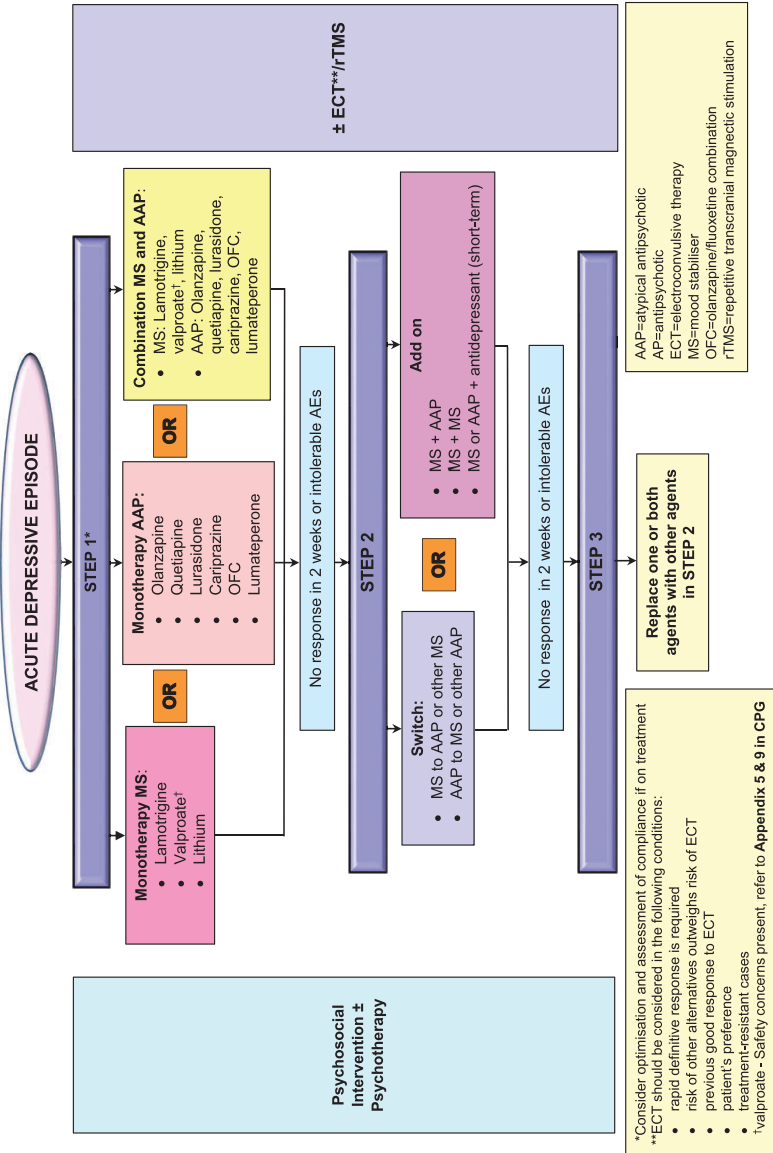 ACUTE DEPRESSIVE EPISODE
STEP 1*
Monotherapy MS:
• Lamotrigine
• Valproate†
• Lithium
OR
Monotherapy AAP:
• Olanzapine
• Quetiapine
• Lurasidone
• Cariprazine
• OFC
• Lumateperone
OR
Combination MS and AAP:
• MS: Lamotrigine,
valproate†, lithium
• AAP: Olanzapine,
quetiapine, lurasidone,
cariprazine, OFC,
lumateperone
No response in 2 weeks or intolerable AEs
STEP 2
Switch:
• MS to AAP or other MS
• AAP to MS or other AAP
OR
Add on
• MS + AAP
• MS + MS
• MS or AAP + antidepressant (short-term)
No response in 2 weeks or intolerable AEs
STEP 3
Replace one or both
agents with other agents
in STEP 2
Psychosocial
Intervention ±
Psychotherapy
± ECT**/rTMS
*Consider optimisation and assessment of compliance if on treatment
**ECT should be considered in the following conditions:
• rapid definitive response is required
• risk of other alternatives outweighs risk of ECT
• previous good response to ECT
• patient's preference
• treatment-resistant cases
†valproate - Safety concerns present, refer to Appendix 5 & 9 in CPG
AAP=atypical antipsychotic
AP=antipsychotic
ECT=electroconvulsive therapy
MS=mood stabiliser
OFC=olanzapine/fluoxetine combination
rTMS=repetitive transcranial magnectic stimulation